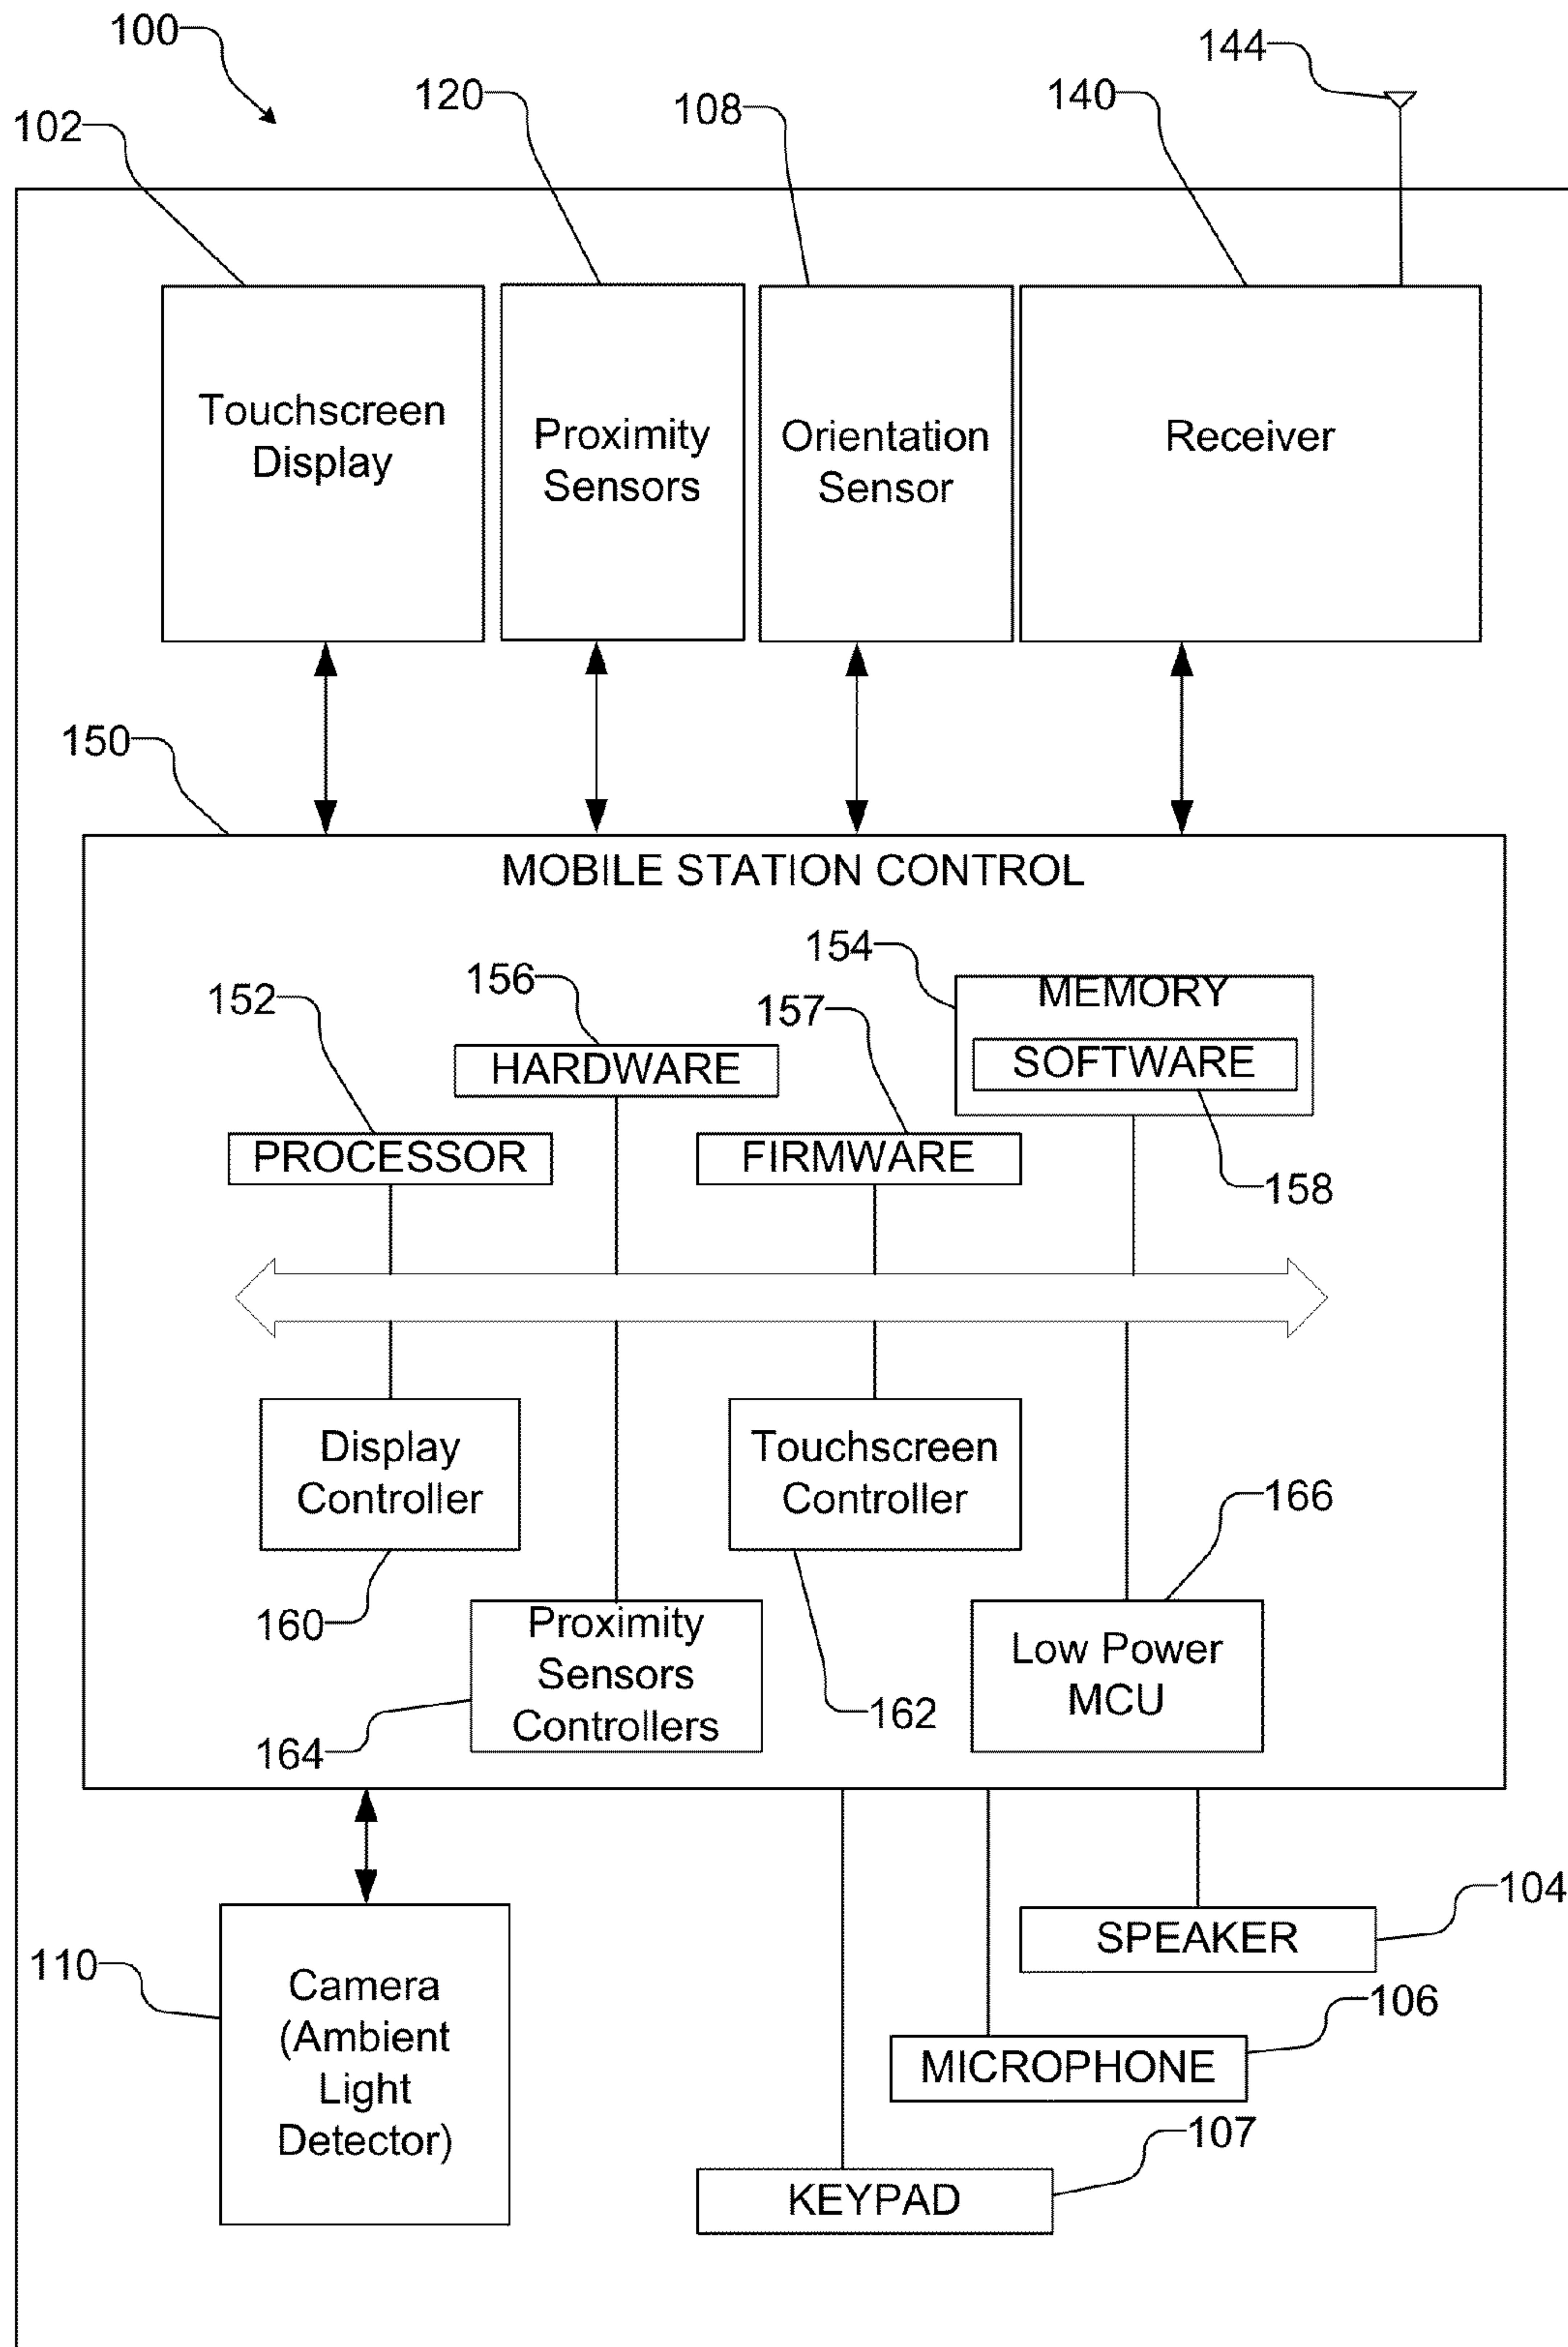 100
144
120
108
140
102
Touchscreen
Display
Proximity
Sensors
Orientation
Sensor
Receiver
150
MOBILE STATION CONTROL
154
156
152
157
MEMORY
HARDWARE
SOFTWARE
PROCESSOR
FIRMWARE
158
Display
Controller
Touchscreen
Controller
166
160
Proximity
Sensors
Controllers
Low Power
MCU
162
164
104
SPEAKER
110
Camera
(Ambient
Light
Detector)
106
MICROPHONE
107
KEYPAD